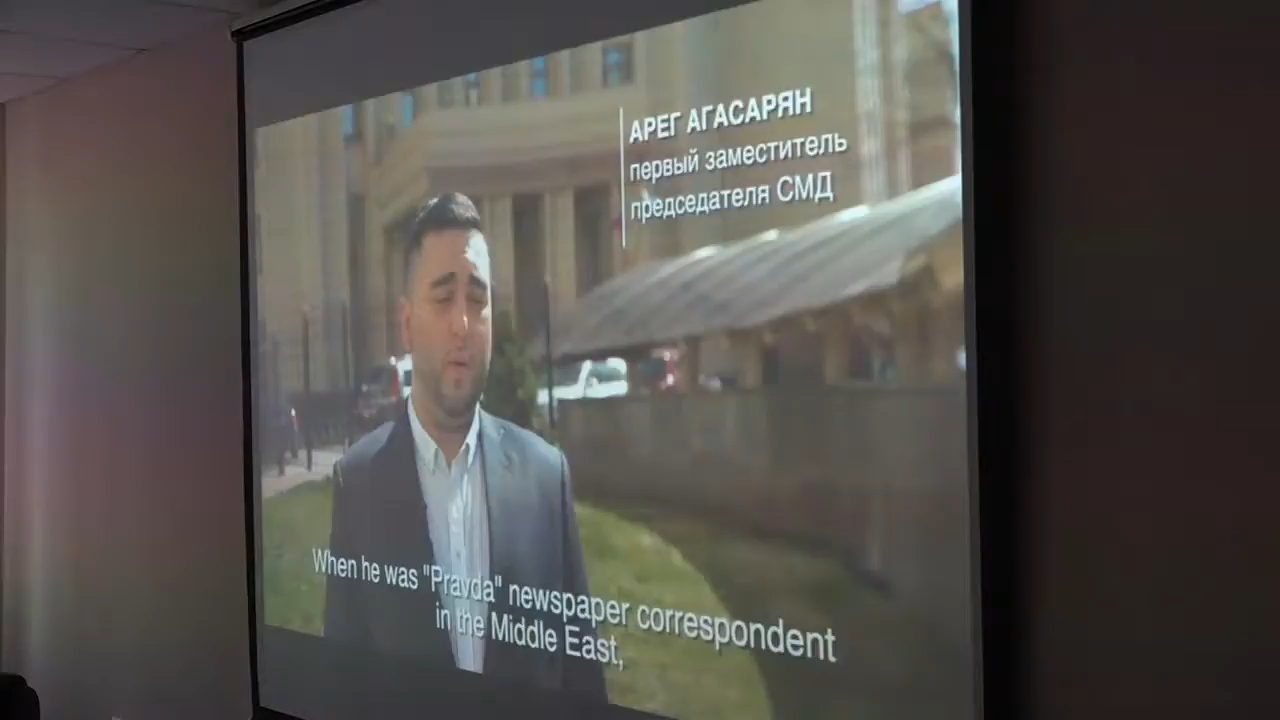 АРЕГ АГАСАРЯН
первый заместитель
председателя СМД
When he was "Pravda" newspaper correspondent
in the Middle East,